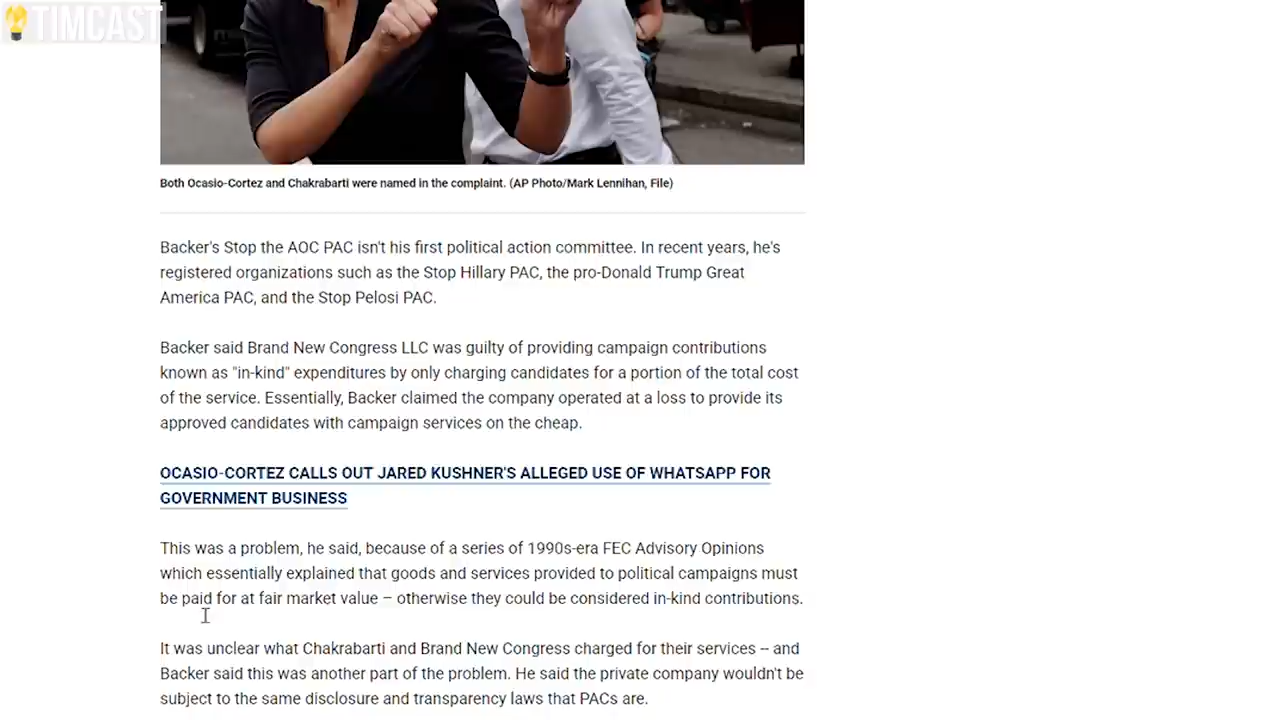 TIMCAST
Both Ocasio-Cortez and Chakrabarti were named in the complaint. (AP Photo/Mark Lennihan, File)
Backer's Stop the AOC PAC isn't his first political action committee. In recent years, he's
registered organizations such as the Stop Hillary PAC, the pro-Donald Trump Great
America PAC, and the Stop Pelosi PAC.
Backer said Brand New Congress LLC was guilty of providing campaign contributions
known as "in-kind" expenditures by only charging candidates for a portion of the total cost
of the service. Essentially, Backer claimed the company operated at a loss to provide its
approved candidates with campaign services on the cheap.
OCASIO-CORTEZ CALLS OUT JARED KUSHNER'S ALLEGED USE OF WHATSAPP FOR
GOVERNMENT BUSINESS
This was a problem, he said, because of a series of 1990s-era FEC Advisory Opinions
which essentially explained that goods and services provided to political campaigns must
be paid for at fair market value – otherwise they could be considered in-kind contributions.
It was unclear what Chakrabarti and Brand New Congress charged for their services -- and
Backer said this was another part of the problem. He said the private company wouldn't be
subject to the same disclosure and transparency laws that PACs are.